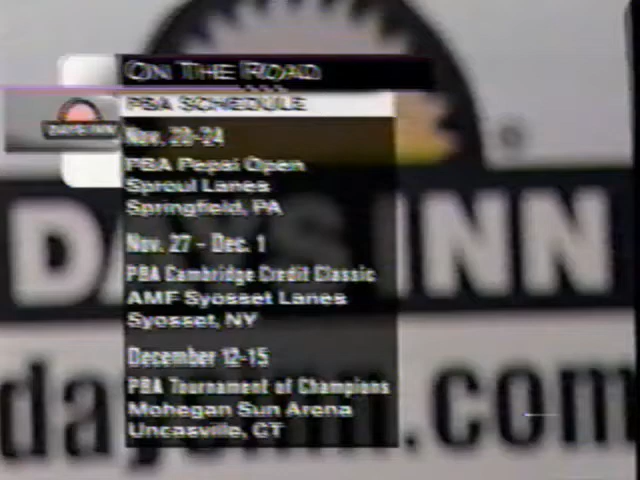 ON THE ROAD
PBA SCHEDULE
DAYS INN
Nov. 20-24
PBA Pepsi Open
Sproul Lanes
Springfield, PA
Nov. 27 - Dec. 1
PBA Cambridge Credit Classic
AMF Syosset Lanes
Syosset, NY
December 12-15
PBA Tournament of Champions
Mohegan Sun Arena
Uncasville, CT
DAYS INN
daysinn.com